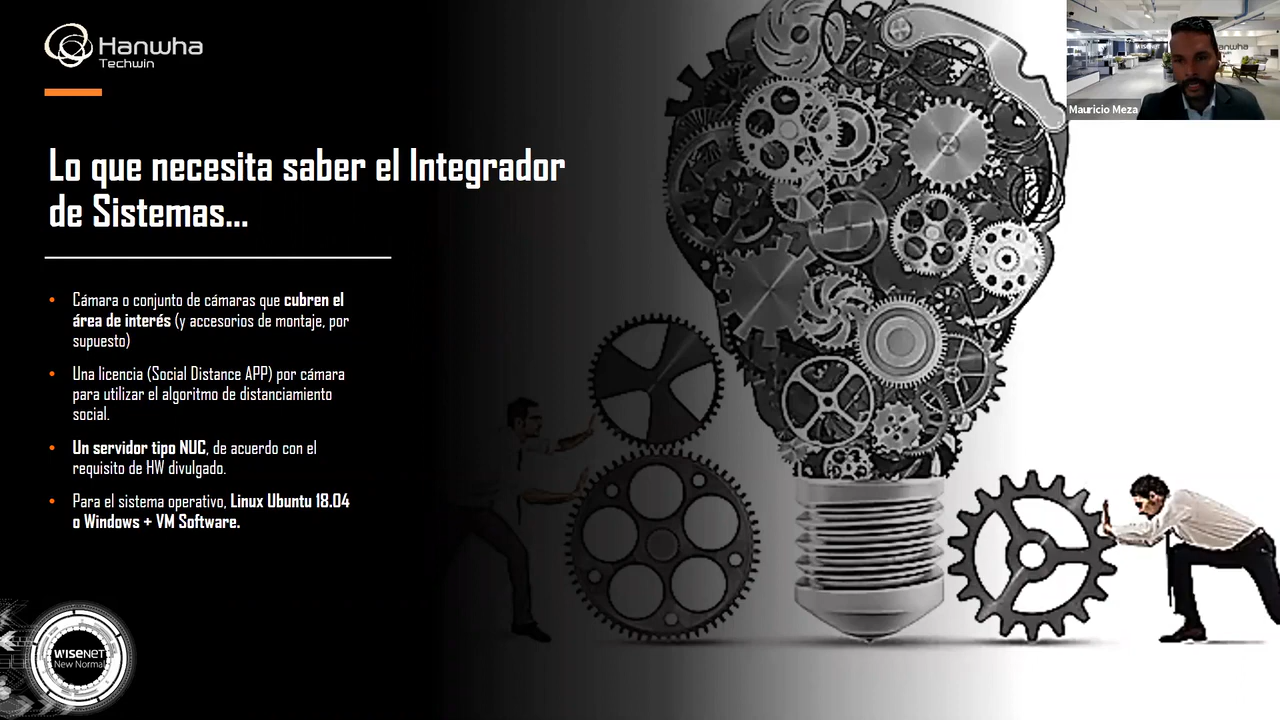 Hanwha
Techwin
WISENET
anwha
Mauricio Meza
Lo que necesita saber el Integrador
de Sistemas...
• Cámara o conjunto de cámaras que cubren el
área de interés (y accesorios de montaje, por
supuesto)
• Una licencia (Social Distance APP) por cámara
para utilizar el algoritmo de distanciamiento
social.
• Un servidor tipo NUC, de acuerdo con el
requisito de HW divulgado.
• Para el sistema operativo, Linux Ubuntu 18.04
o Windows + VM Software.
WISENET
New Normal